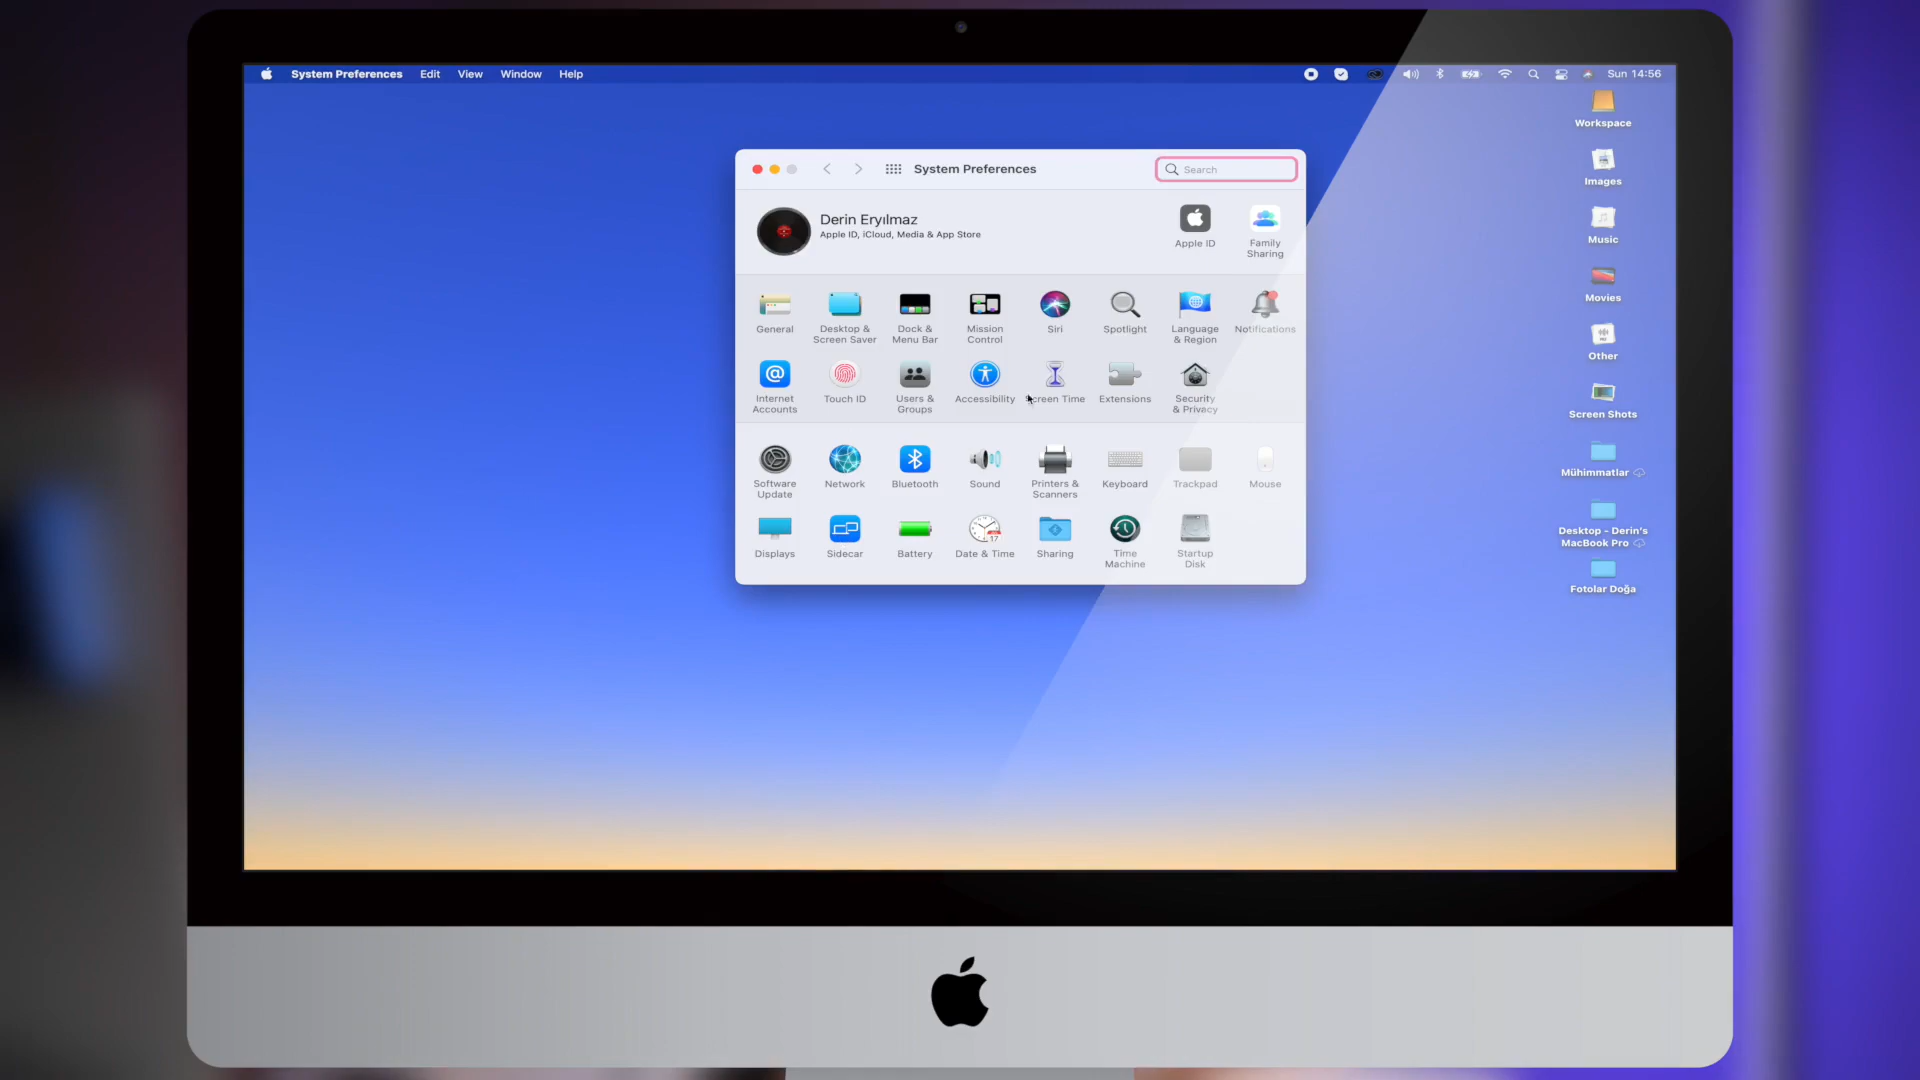 System Preferences Edit View Window Help
Sun 14:56
Workspace
Images
Music
Movies
Other
Screen Shots
Mühimmatlar
Desktop - Derin's
MacBook Pro
Fotolar Doğa
System Preferences
Search
Derin Eryılmaz
Apple ID, iCloud, Media & App Store
Apple ID
Family
Sharing
General
Desktop &
Screen Saver
Dock &
Menu Bar
Mission
Control
Siri
Spotlight
Language
& Region
Notifications
Internet
Accounts
Touch ID
Users &
Groups
Accessibility
Screen Time
Extensions
Security
& Privacy
Software
Update
Network
Bluetooth
Sound
Printers &
Scanners
Keyboard
Trackpad
Mouse
Displays
Sidecar
Battery
Date & Time
17
Sharing
Time
Machine
Startup
Disk